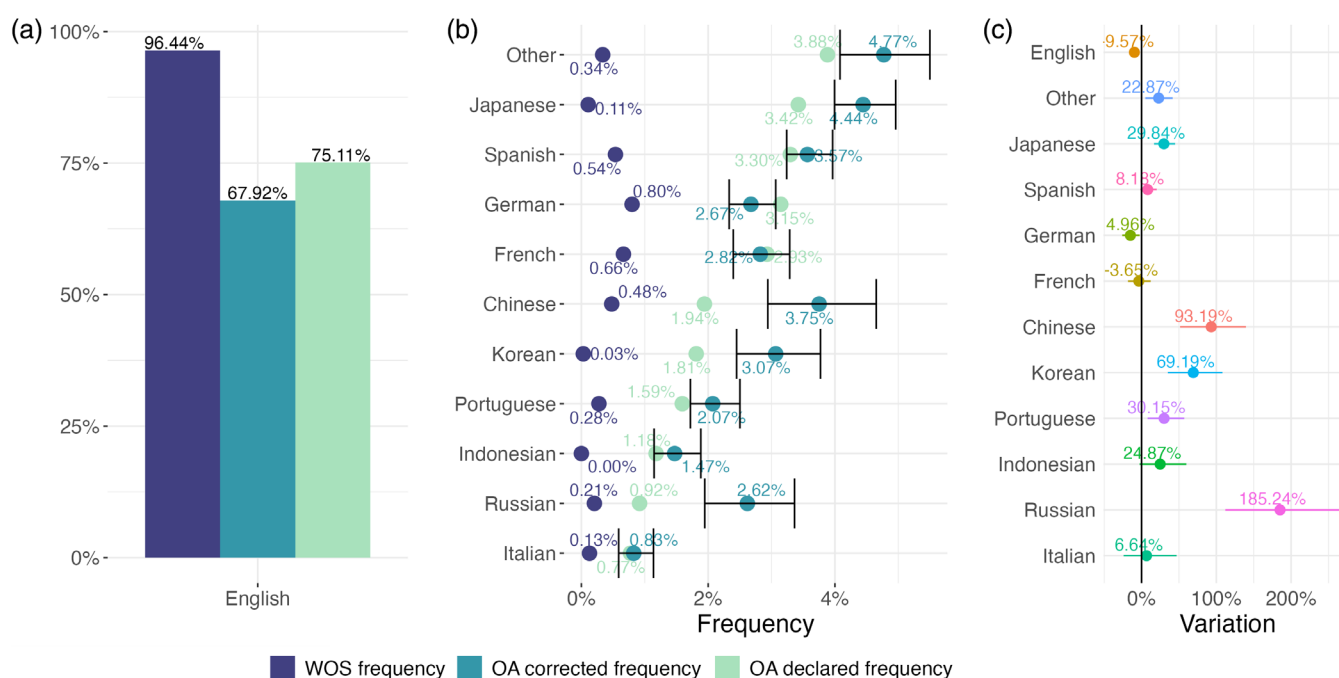 (a)
100%
75%
50%
25%
0%
96.44%
67.92%
75.11%
English
(b)
Other
Japanese
Spanish
German
French
Chinese
Korean
Portuguese
Indonesian
Russian
Italian
0.34% 3.88% 4.77%
0.11% 3.42% 4.44%
0.54% 3.30% 3.57%
0.80% 2.67% 3.15%
0.66% 2.82% 2.93%
0.48% 1.94% 3.75%
0.03% 1.81% 3.07%
0.28% 1.59% 2.07%
0.00% 1.18% 1.47%
0.21% 0.92% 2.62%
0.13% 0.77% 0.83%
0% 2% 4%
Frequency
(c)
English -9.57%
Other 22.87%
Japanese 29.84%
Spanish 8.18%
German 4.96%
French -3.65%
Chinese 93.19%
Korean 69.19%
Portuguese 30.15%
Indonesian 24.87%
Russian 185.24%
Italian 6.64%
0% 100% 200%
Variation
WOS frequency OA corrected frequency OA declared frequency